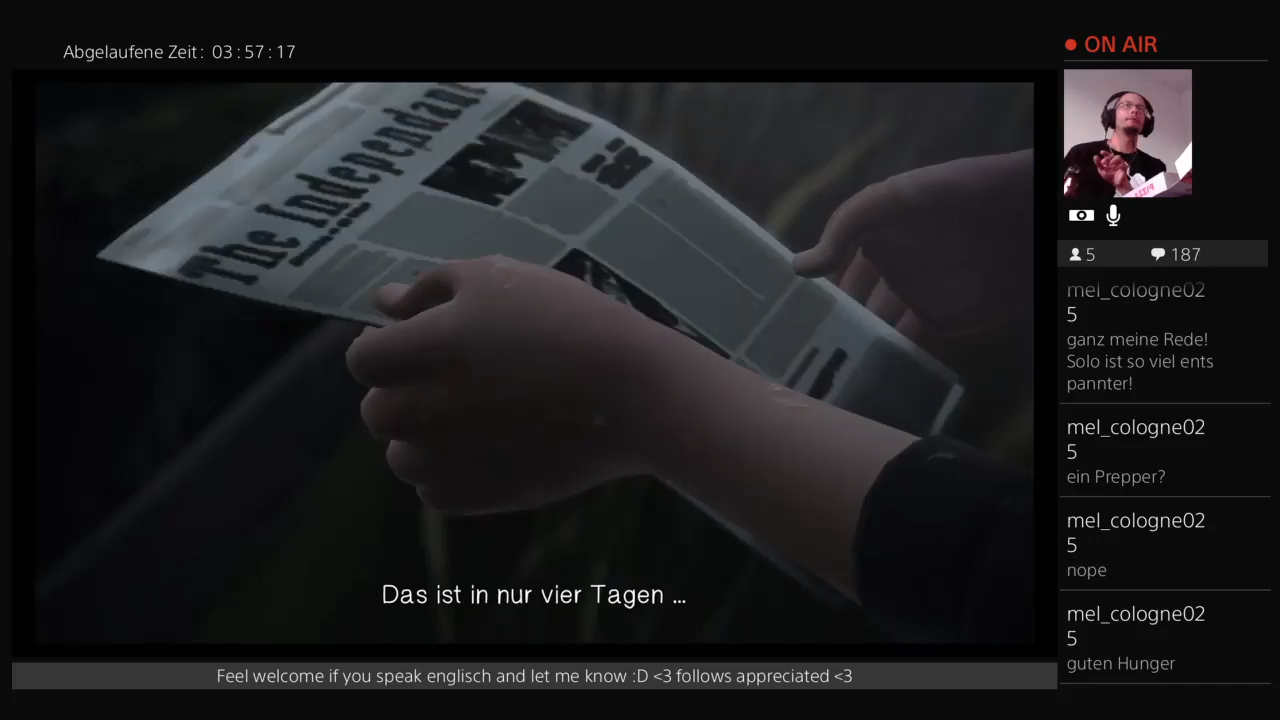 Abgelaufene Zeit: 03:57:17
ON AIR
The Independant
5 187
mel_cologne02
5
ganz meine Rede!
Solo ist so viel ents
pannter!
mel_cologne02
5
ein Prepper?
mel_cologne02
5
nope
mel_cologne02
5
guten Hunger
Das ist in nur vier Tagen ...
Feel welcome if you speak englisch and let me know :D <3 follows appreciated <3